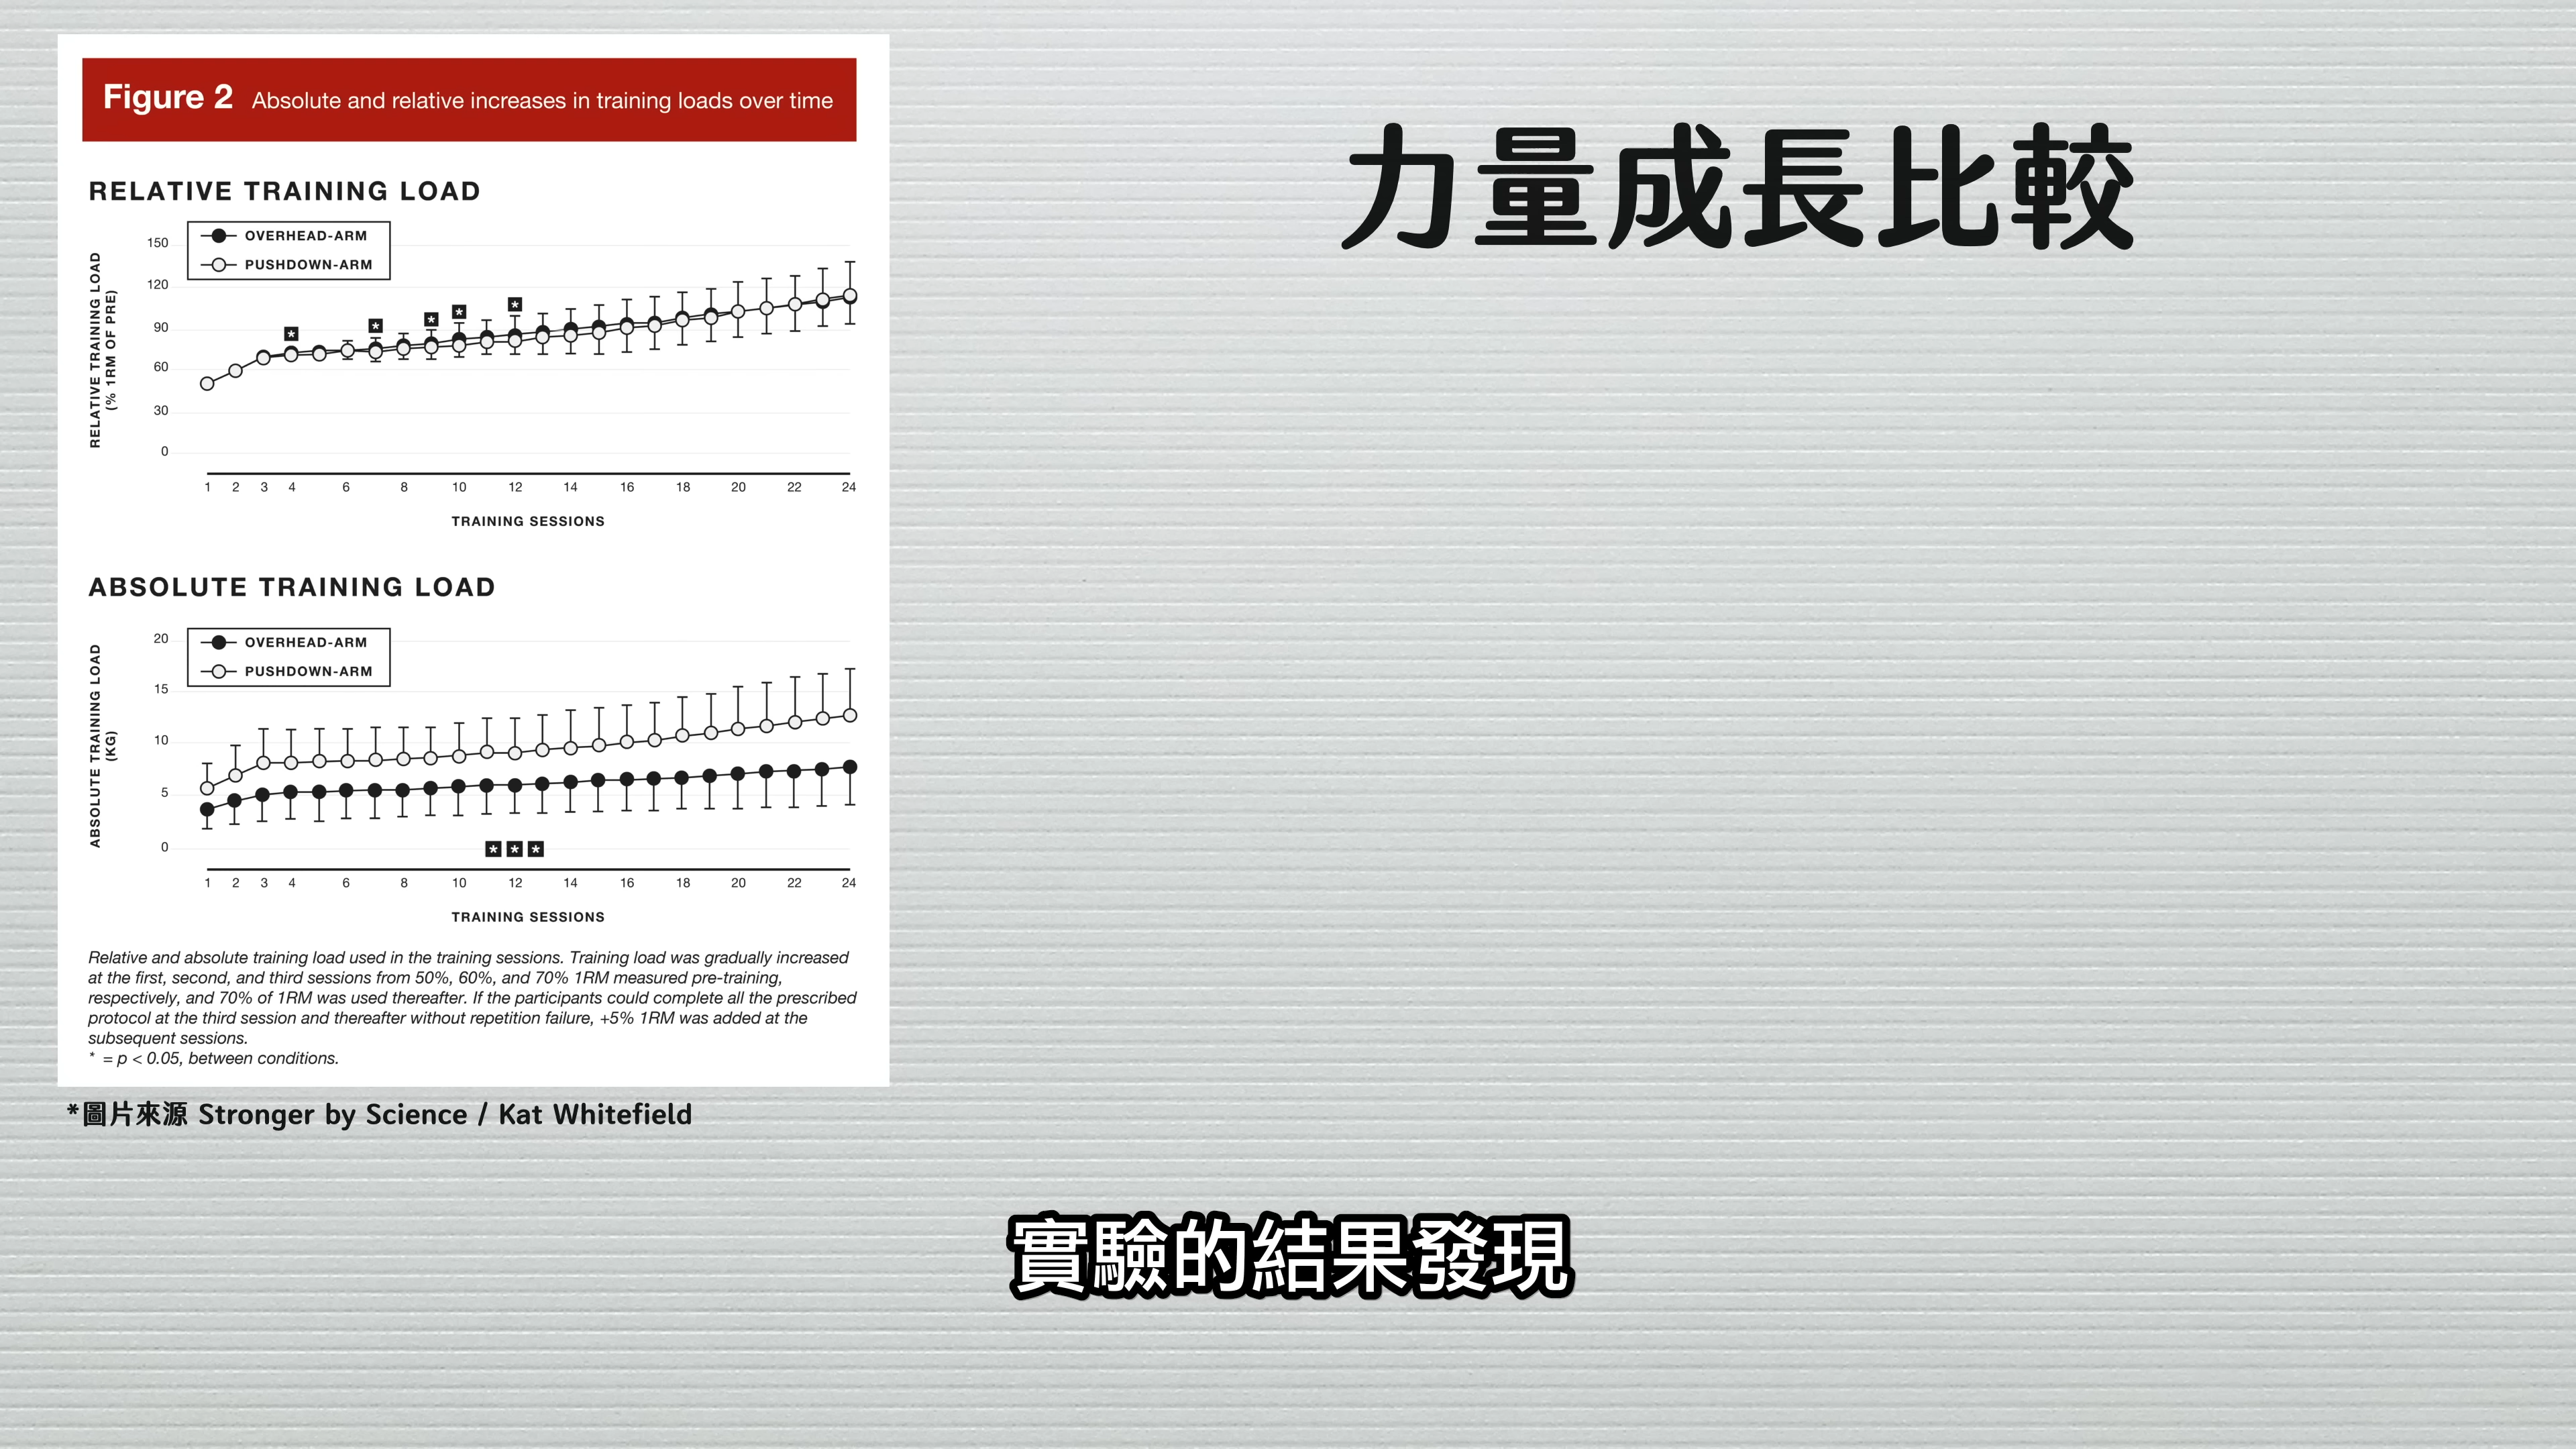 Figure 2 Absolute and relative increases in training loads over time
力量成長比較
RELATIVE TRAINING LOAD
OVERHEAD-ARM
PUSHDOWN-ARM
RELATIVE TRAINING LOAD
(% 1RM OF PRE)
150
120
90
60
30
0
* * * * *
1 2 3 4 6 8 10 12 14 16 18 20 22 24
TRAINING SESSIONS
ABSOLUTE TRAINING LOAD
OVERHEAD-ARM
PUSHDOWN-ARM
ABSOLUTE TRAINING LOAD
(KG)
20
15
10
5
0
* * *
1 2 3 4 6 8 10 12 14 16 18 20 22 24
TRAINING SESSIONS
Relative and absolute training load used in the training sessions. Training load was gradually increased
at the first, second, and third sessions from 50%, 60%, and 70% 1RM measured pre-training,
respectively, and 70% of 1RM was used thereafter. If the participants could complete all the prescribed
protocol at the third session and thereafter without repetition failure, +5% 1RM was added at the
subsequent sessions.
* = p < 0.05, between conditions.
*圖片來源 Stronger by Science / Kat Whitefield
實驗的結果發現